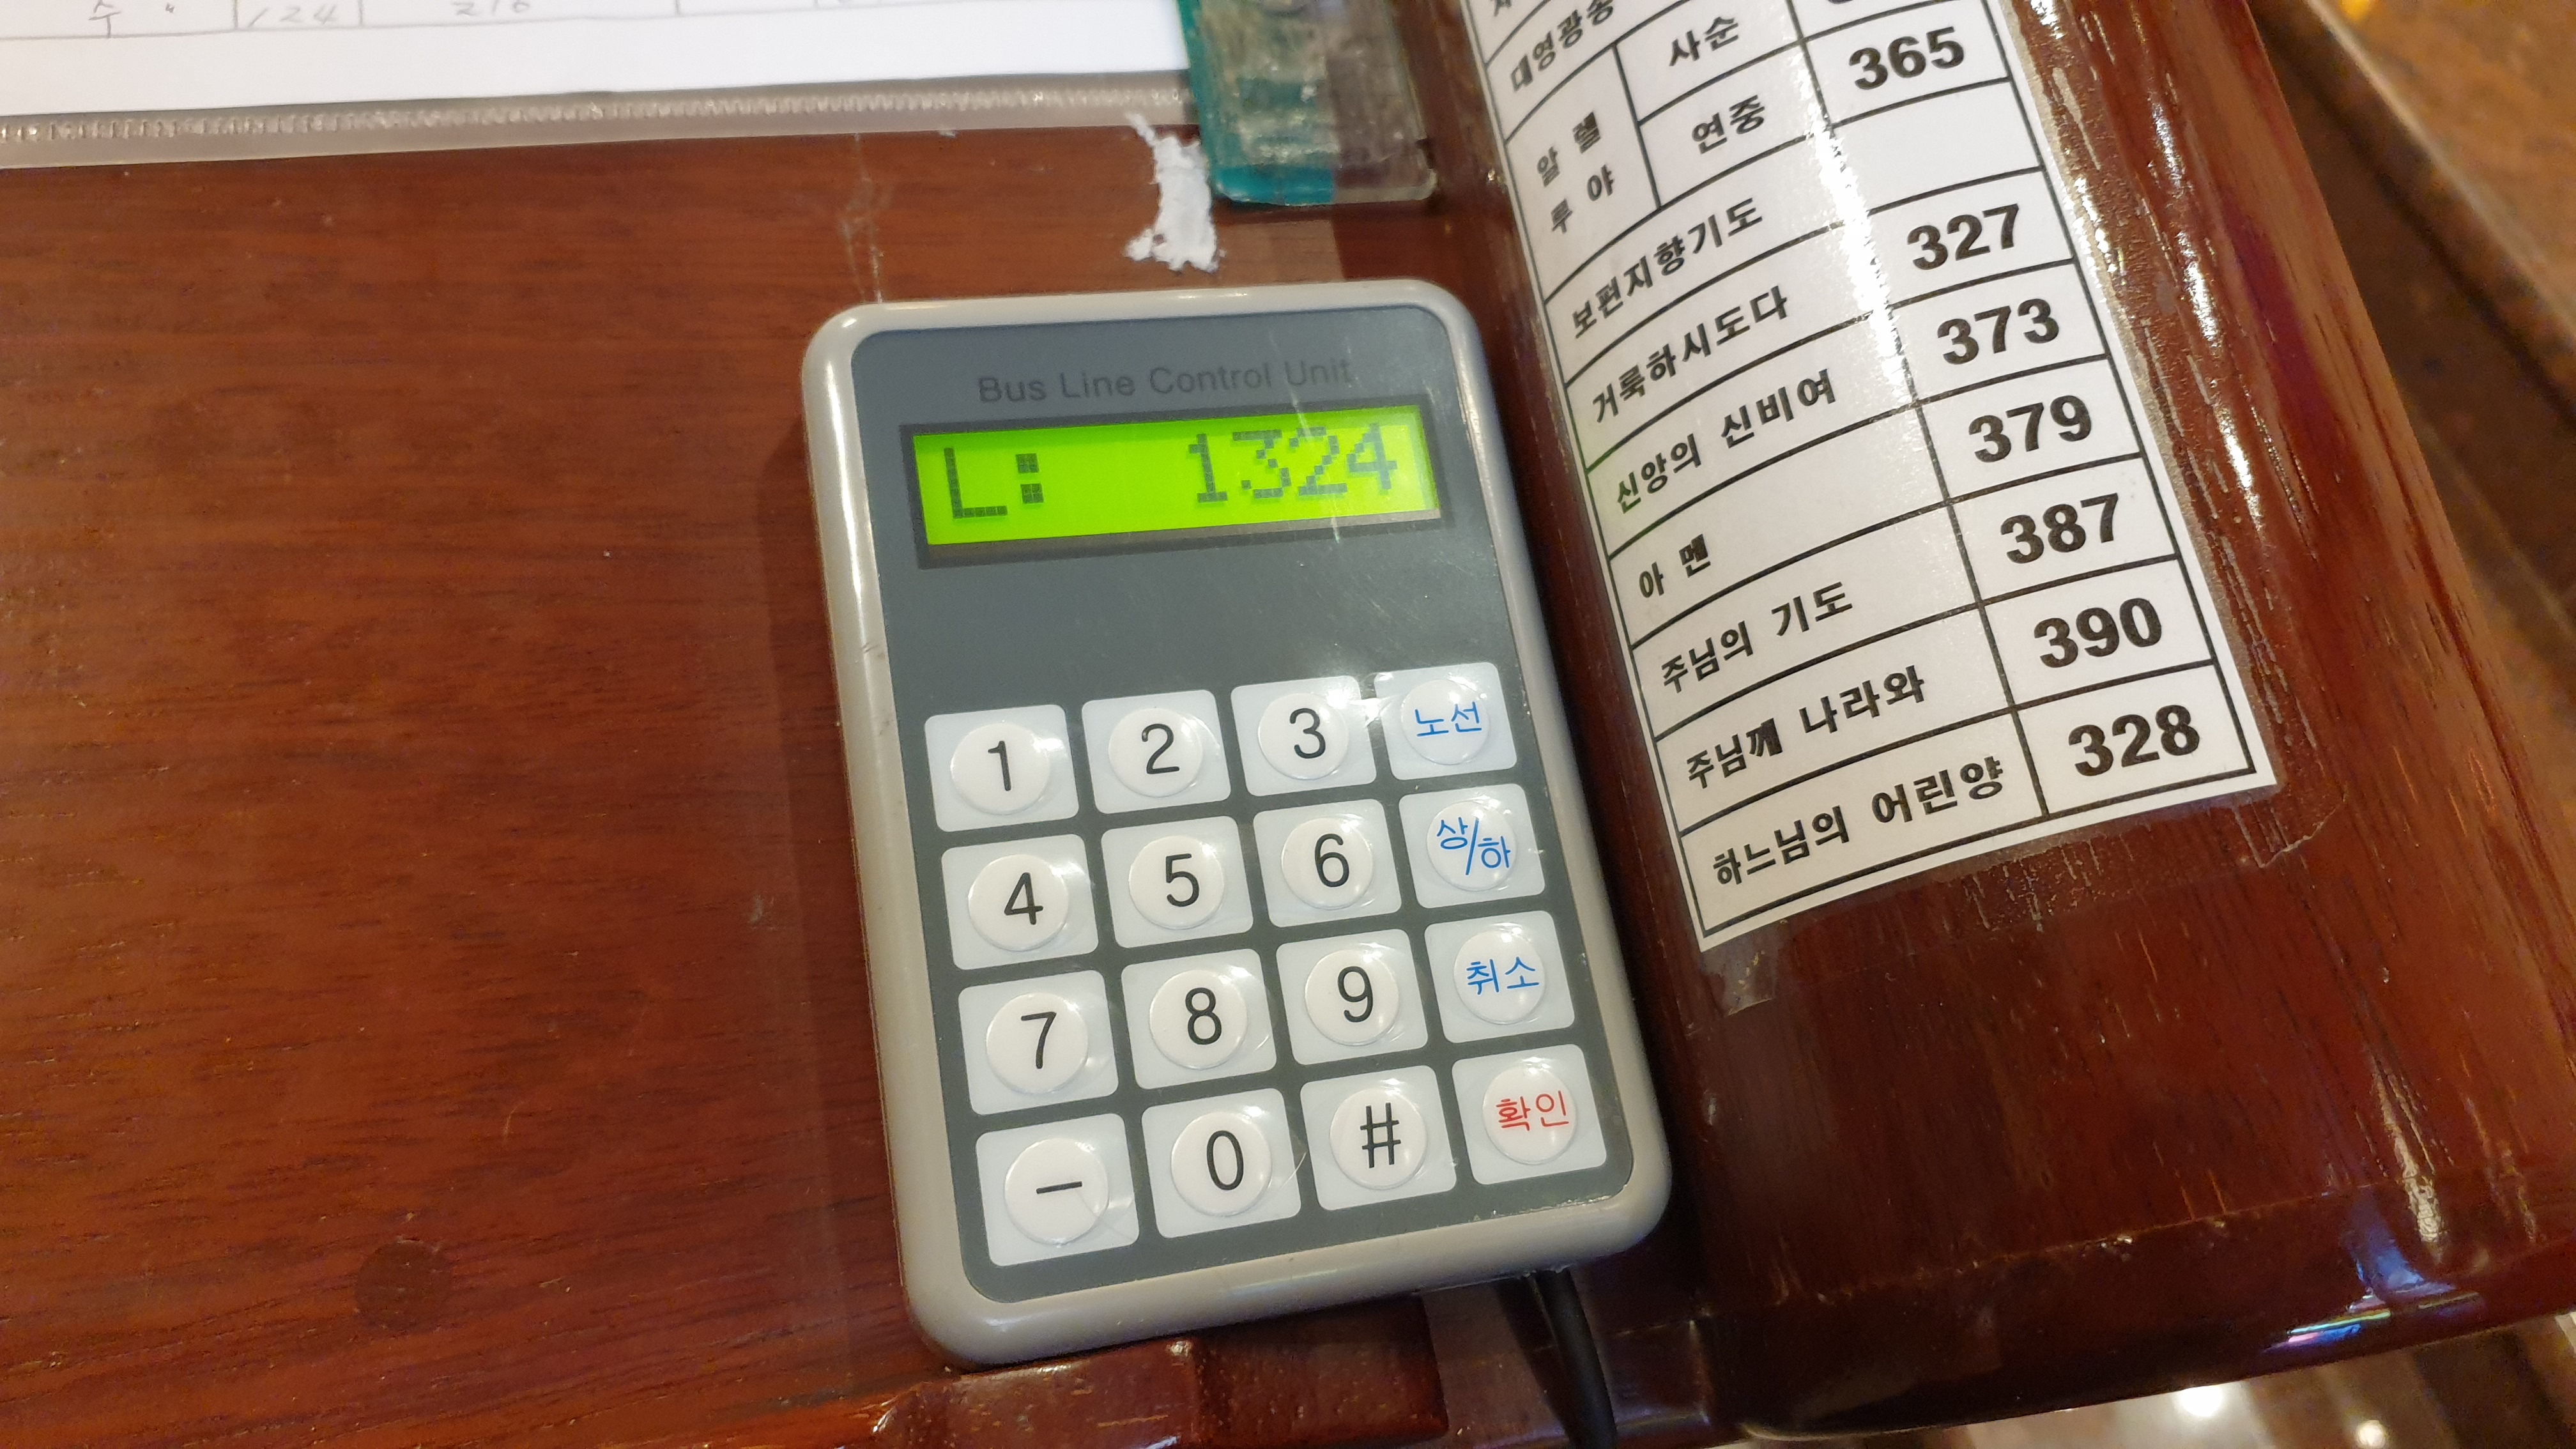 수 " 124 216
대영광송
알렐루야 사순
연중 365
보편지향기도
거룩하시도다 327
신앙의 신비여 373
아멘 379
주님의 기도 387
주님께 나라와 390
하느님의 어린양 328
Bus Line Control Unit
L: 1324
1 2 3 노선
4 5 6 상/하
7 8 9 취소
- 0 # 확인